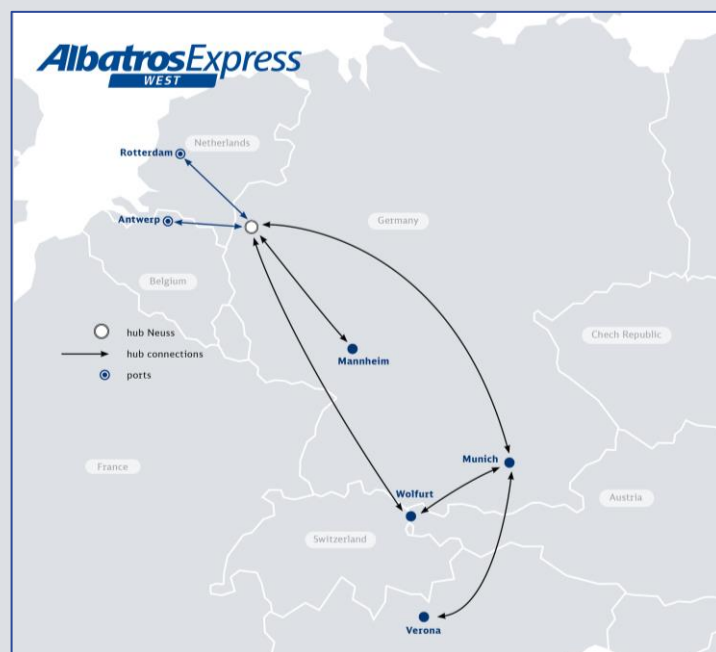 AlbatrosExpress
WEST
Netherlands
Rotterdam
Antwerp
Germany
Belgium
hub Neuss
Chech Republic
hub connections
Mannheim
ports
Munich
France
Wolfurt
Austria
Switzerland
Verona